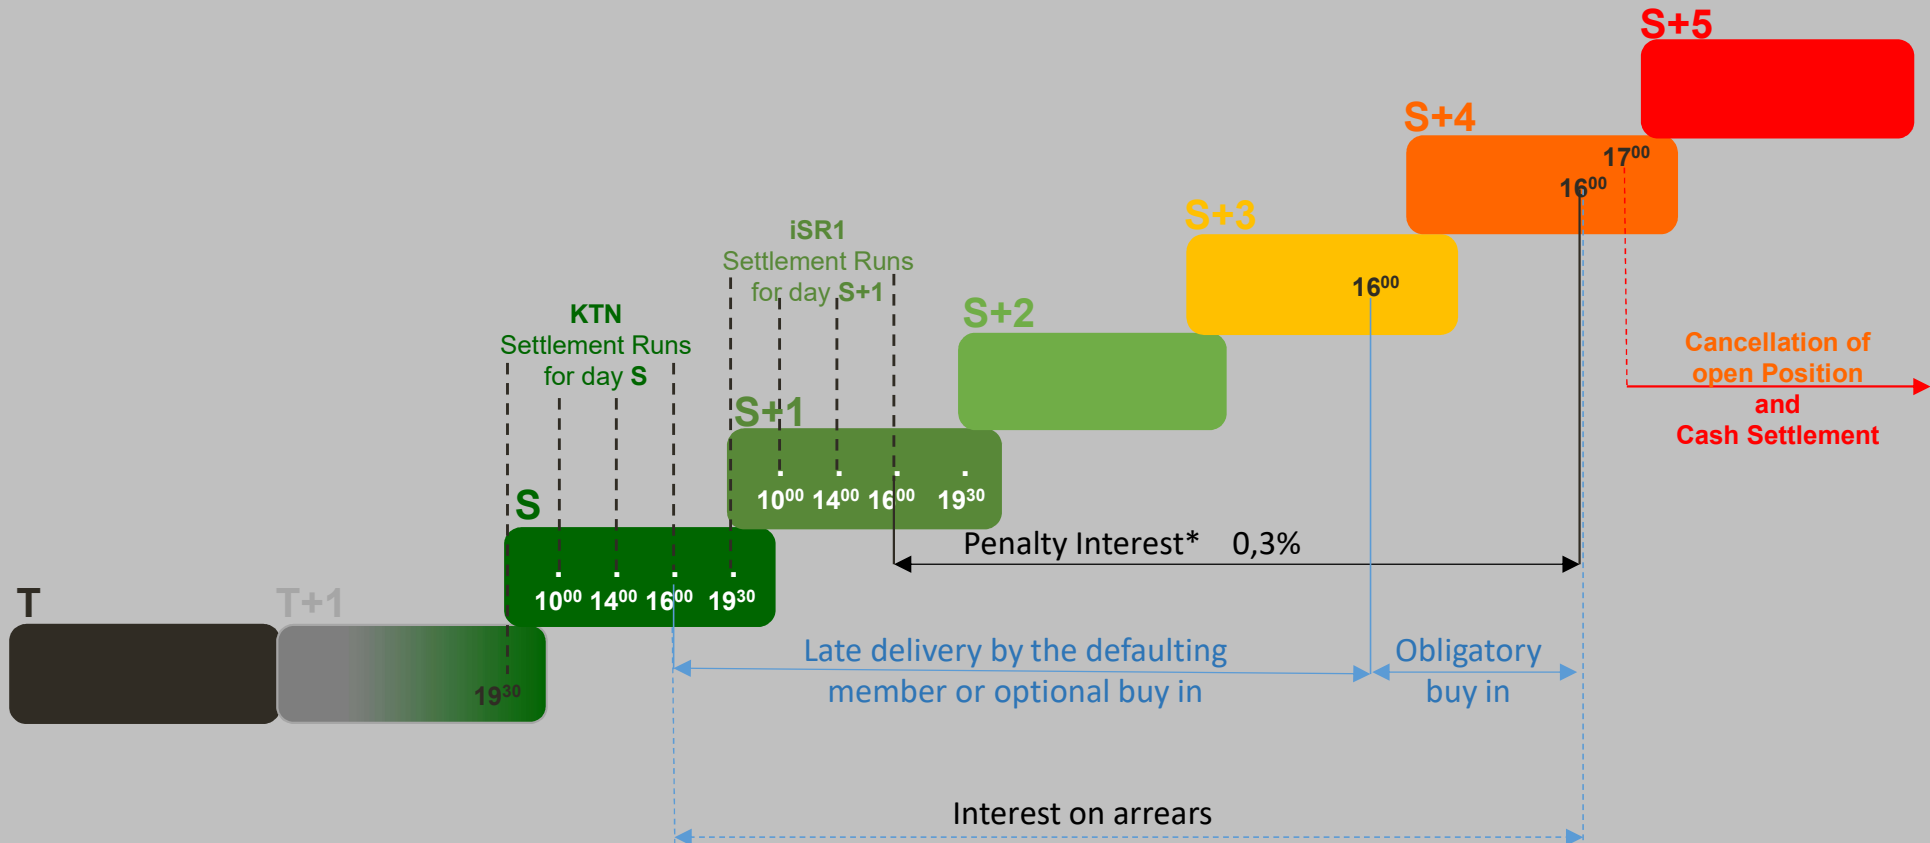 S+5
S+4
17⁰⁰
16⁰⁰
S+3
16⁰⁰
iSR1
Settlement Runs
for day S+1
S+2
KTN
Settlement Runs
for day S
Cancellation of
open Position
and
Cash Settlement
S+1
10⁰⁰ 14⁰⁰ 16⁰⁰ 19³⁰
S
10⁰⁰ 14⁰⁰ 16⁰⁰ 19³⁰
Penalty Interest* 0,3%
T
T+1
19³⁰
Late delivery by the defaulting
member or optional buy in
Obligatory
buy in
Interest on arrears